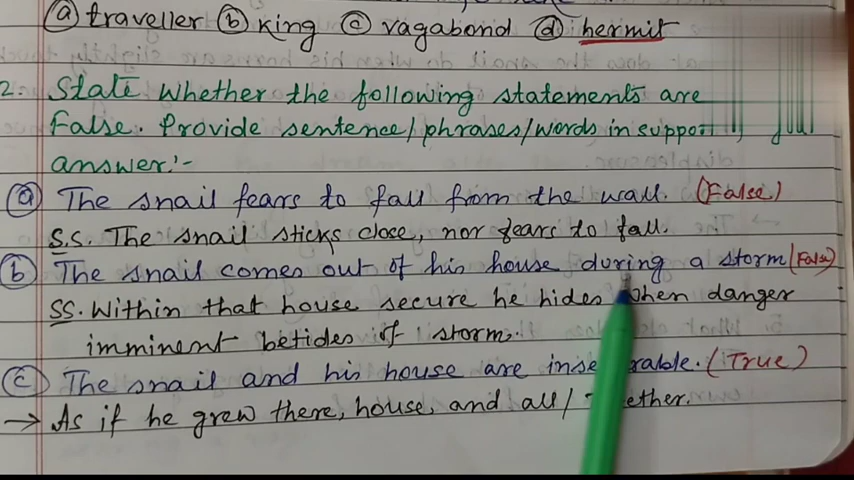 (a) traveller (b) king (c) vagabond (d) hermit
2. State whether the following statements are
False. Provide sentence/phrases/words in support
answer:-
(a) The snail fears to fall from the wall. (False)
S.S. The snail sticks close, nor fears to fall.
(b) The snail comes out of his house during a storm (False)
SS. Within that house secure he hides when danger
imminent betides of storm.
(c) The snail and his house are inseparable. (True)
→ As if he grew there, house, and all/ together.